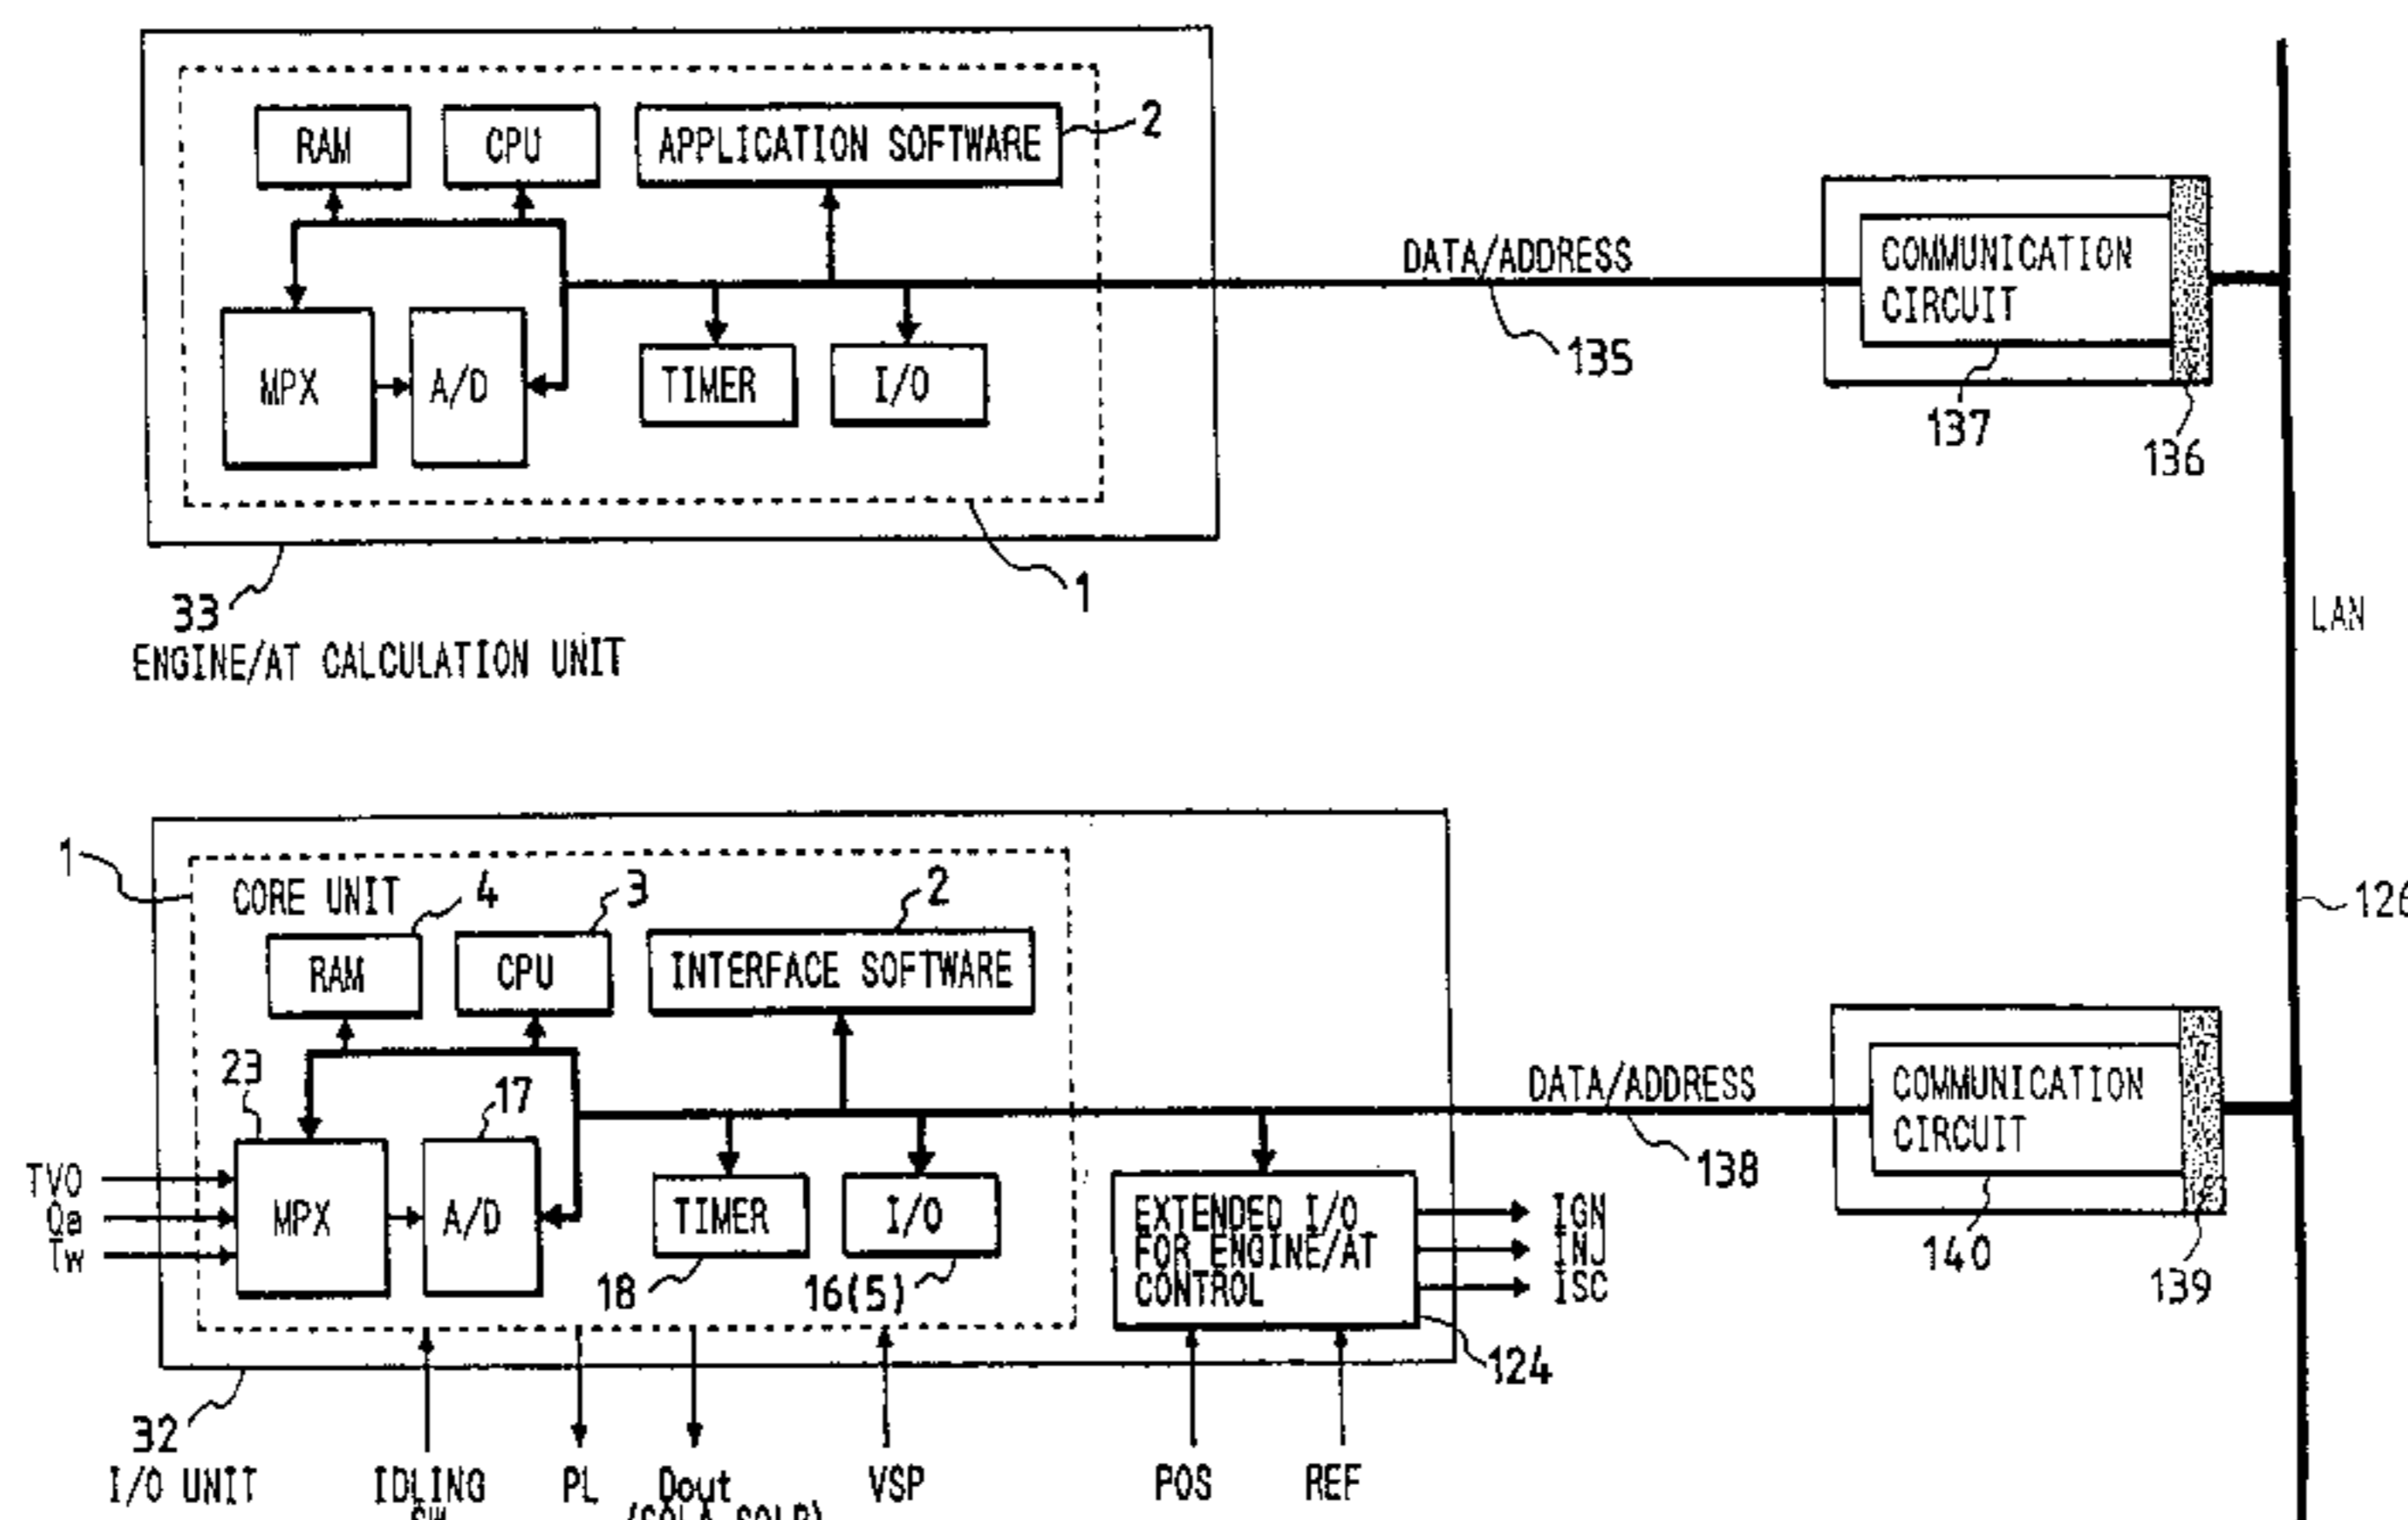 RAM
CPU
APPLICATION SOFTWARE
2
DATA/ADDRESS
COMMUNICATION
CIRCUIT
MPX
A/D
TIMER
I/O
135
137
136
1
33
ENGINE/AT CALCULATION UNIT
LAN
126
1
CORE UNIT
4
3
2
RAM
CPU
INTERFACE SOFTWARE
23
17
DATA/ADDRESS
COMMUNICATION
CIRCUIT
138
TVO
Qa
Tw
MPX
A/D
TIMER
I/O
EXTENDED I/O
FOR ENGINE/AT
CONTROL
IGN
INJ
ISC
18
16(5)
140
139
124
32
I/O UNIT
IDLING
SW
PL
Dout
(SOLA SOLB)
VSP
POS
REF